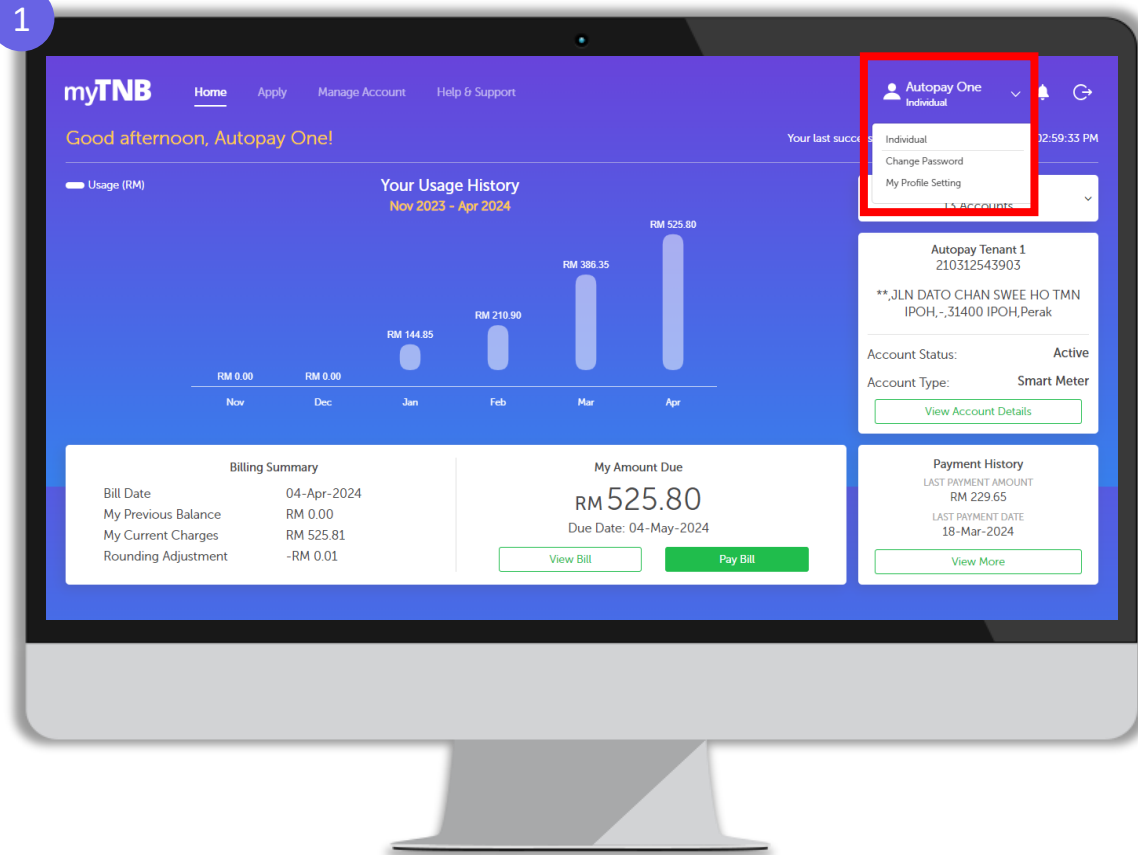 1
myTNB
Home Apply Manage Account Help & Support
Autopay One
Individual
Good afternoon, Autopay One!
Your last succe
02:59:33 PM
Individual
Change Password
My Profile Setting
Usage (RM)
Your Usage History
Nov 2023 - Apr 2024
Accounts
RM 525.80
RM 386.35
RM 210.90
RM 144.85
RM 0.00 RM 0.00
Nov Dec Jan Feb Mar Apr
Autopay Tenant 1
210312543903
**,JLN DATO CHAN SWEE HO TMN
IPOH,-,31400 IPOH,Perak
Account Status: Active
Account Type: Smart Meter
View Account Details
Billing Summary
Bill Date 04-Apr-2024
My Previous Balance RM 0.00
My Current Charges RM 525.81
Rounding Adjustment -RM 0.01
My Amount Due
RM 525.80
Due Date: 04-May-2024
View Bill Pay Bill
Payment History
LAST PAYMENT AMOUNT
RM 229.65
LAST PAYMENT DATE
18-Mar-2024
View More